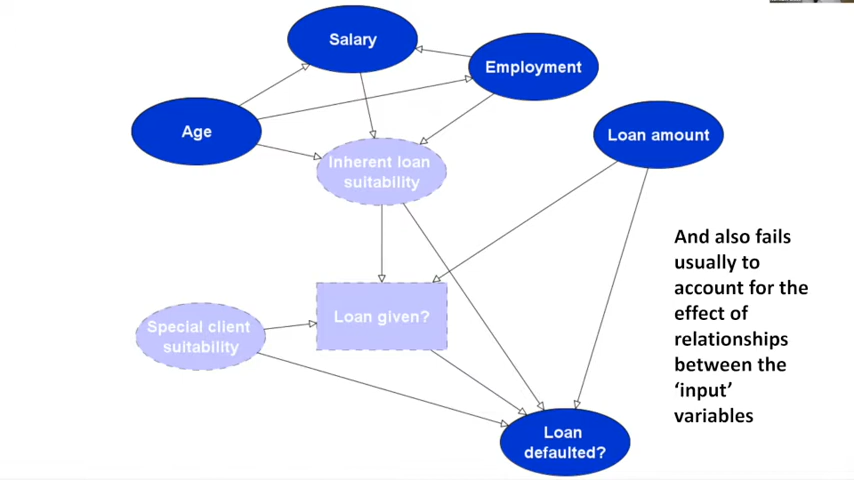 Salary
Employment
Age
Loan amount
Inherent loan
suitability
And also fails
usually to
account for the
effect of
relationships
between the
‘input’
variables
Loan given?
Special client
suitability
Loan
defaulted?